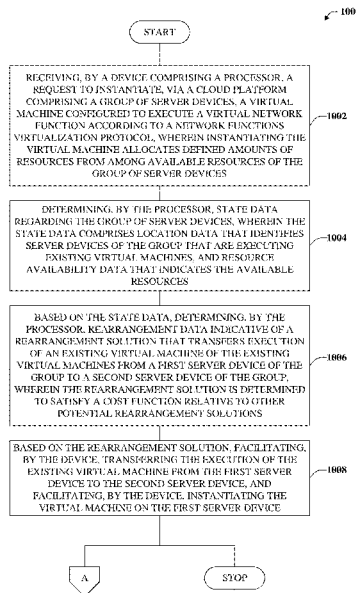 100
START
RECEIVING, BY A DEVICE COMPRISING A PROCESSOR, A
REQUEST TO INSTANTIATE, VIA A CLOUD PLATFORM
COMPRISING A GROUP OF SERVER DEVICES, A VIRTUAL
MACHINE CONFIGURED TO EXECUTE A VIRTUAL NETWORK
FUNCTION ACCORDING TO A NETWORK FUNCTIONS
VIRTUALIZATION PROTOCOL, WHEREIN INSTANTIATING THE
VIRTUAL MACHINE ALLOCATES DEFINED AMOUNTS OF
RESOURCES FROM AMONG AVAILABLE RESOURCES OF THE
GROUP OF SERVER DEVICES
1002
DETERMINING, BY THE PROCESSOR, STATE DATA
REGARDING THE GROUP OF SERVER DEVICES, WHEREIN THE
STATE DATA COMPRISES LOCATION DATA THAT IDENTIFIES
SERVER DEVICES OF THE GROUP THAT ARE EXECUTING
EXISTING VIRTUAL MACHINES, AND RESOURCE
AVAILABILITY DATA THAT INDICATES THE AVAILABLE
RESOURCES
1004
BASED ON THE STATE DATA, DETERMINING, BY THE
PROCESSOR, REARRANGEMENT DATA INDICATIVE OF A
REARRANGEMENT SOLUTION THAT TRANSFERS EXECUTION
OF AN EXISTING VIRTUAL MACHINE OF THE EXISTING
VIRTUAL MACHINES FROM A FIRST SERVER DEVICE OF THE
GROUP TO A SECOND SERVER DEVICE OF THE GROUP,
WHEREIN THE REARRANGEMENT SOLUTION IS DETERMINED
TO SATISFY A COST FUNCTION RELATIVE TO OTHER
POTENTIAL REARRANGEMENT SOLUTIONS
1006
BASED ON THE REARRANGEMENT SOLUTION, FACILITATING,
BY THE DEVICE, TRANSFERRING THE EXECUTION OF THE
EXISTING VIRTUAL MACHINE FROM THE FIRST SERVER
DEVICE TO THE SECOND SERVER DEVICE, AND
FACILITATING, BY THE DEVICE, INSTANTIATING THE
VIRTUAL MACHINE ON THE FIRST SERVER DEVICE
1008
A
STOP